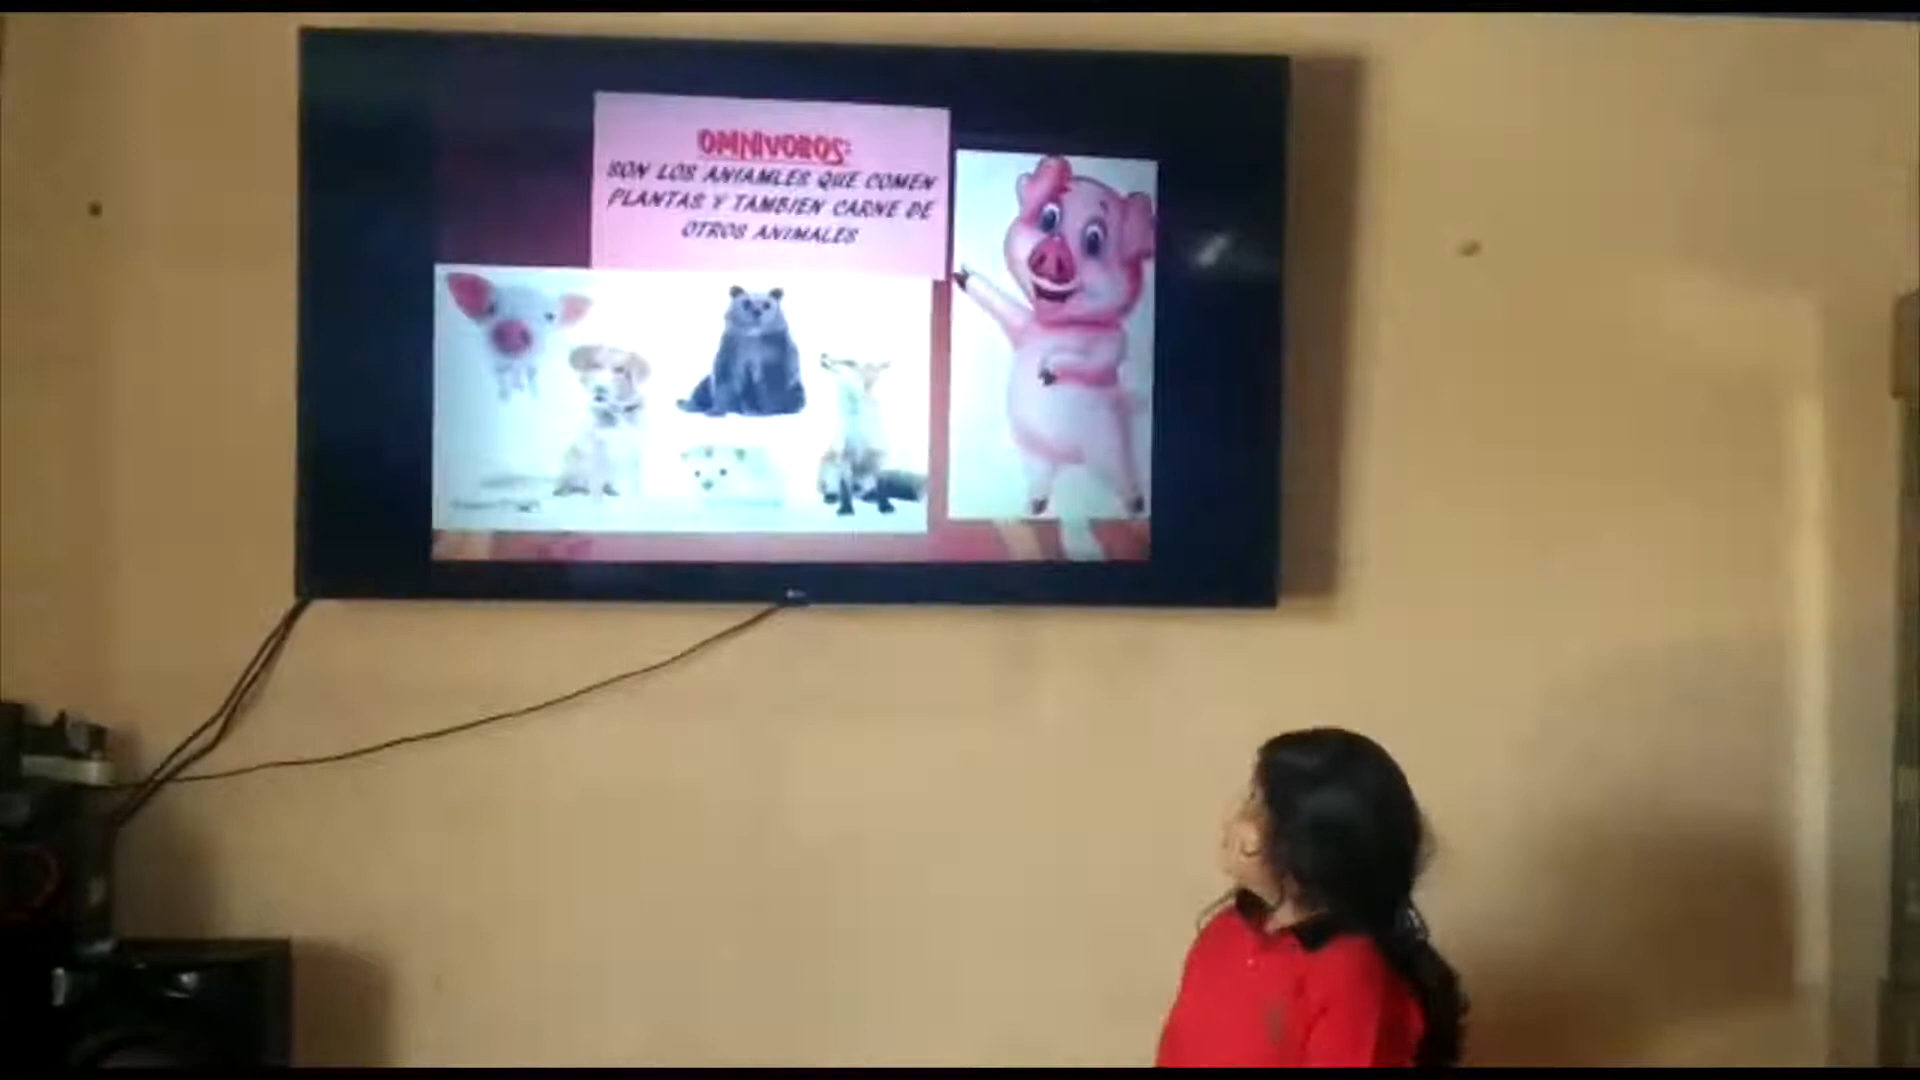 OMNIVOROS:
SON LOS ANIAMLES QUE COMEN
PLANTAS Y TAMBIEN CARNE DE
OTROS ANIMALES